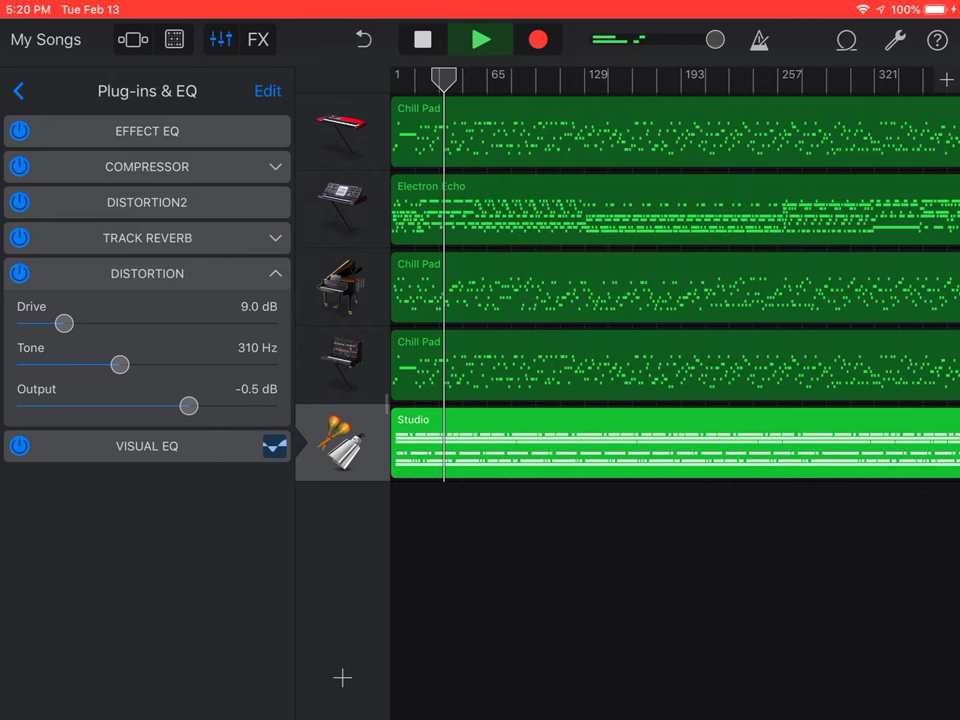 5:20 PM Tue Feb 13 100%
My Songs FX
Plug-ins & EQ Edit
1 65 129 193 257 321
EFFECT EQ
COMPRESSOR
DISTORTION2
TRACK REVERB
DISTORTION
Drive 9.0 dB
Tone 310 Hz
Output -0.5 dB
VISUAL EQ
Chill Pad
Electron Echo
Chill Pad
Chill Pad
Studio